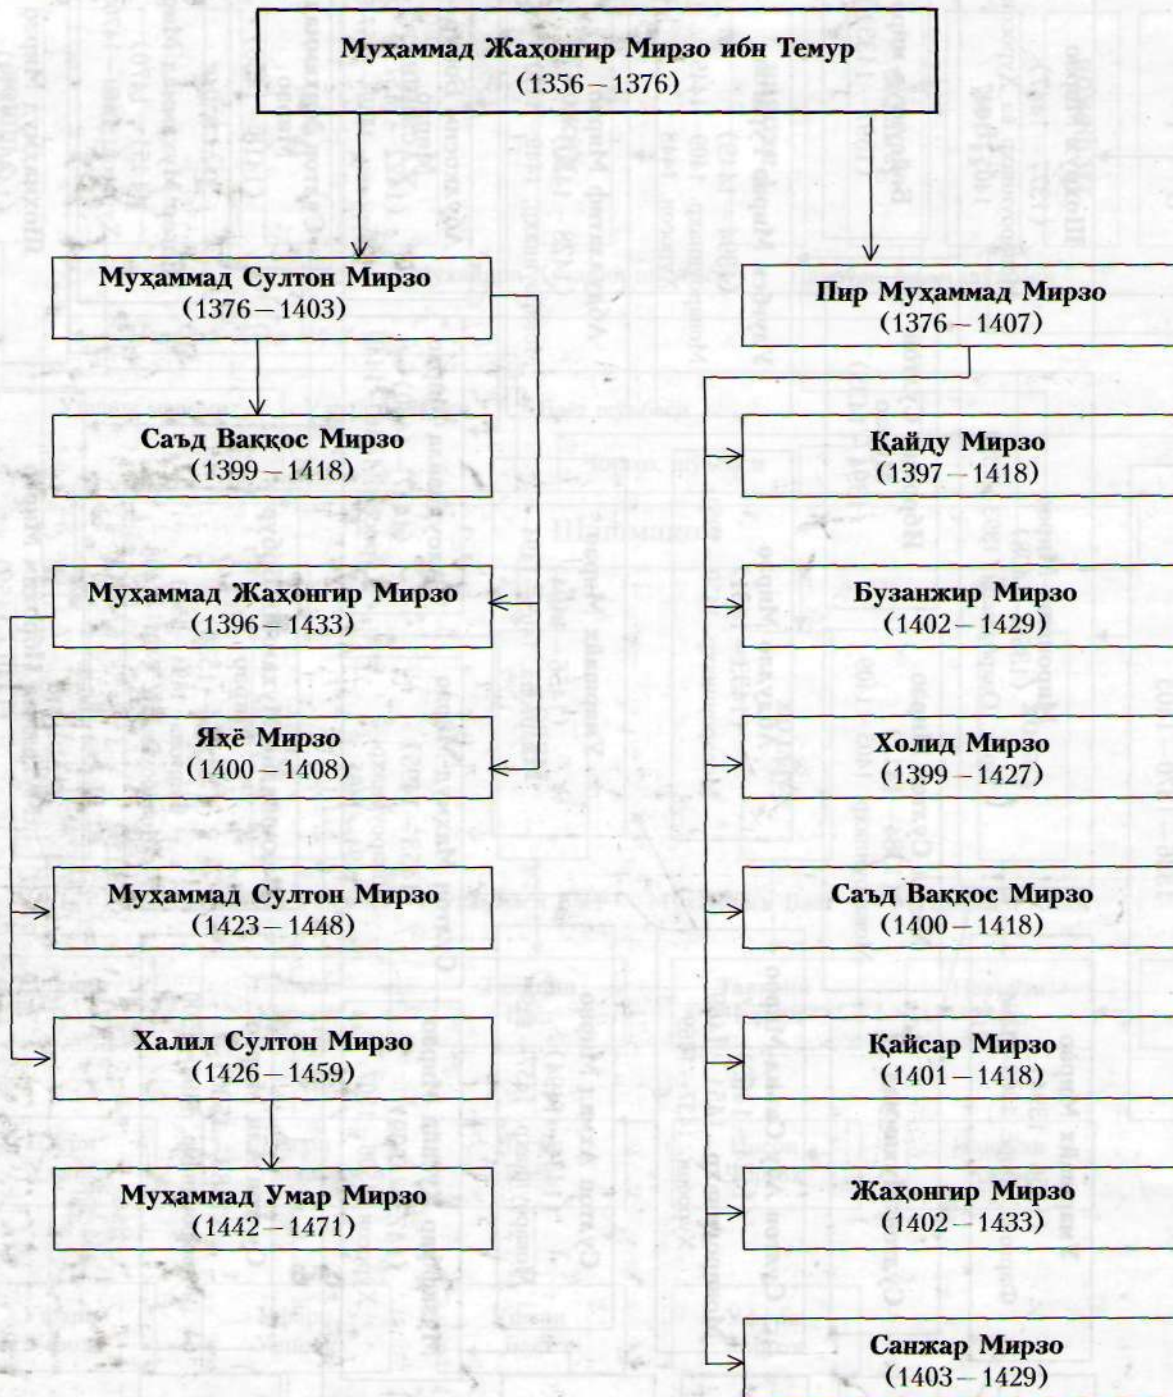 Муҳаммад Жаҳонгир Мирзо ибн Темур
(1356—1376)
Муҳаммад Султон Мирзо
(1376—1403)
Саъд Ваққос Мирзо
(1399—1418)
Муҳаммад Жаҳонгир Мирзо
(1396—1433)
Яҳё Мирзо
(1400—1408)
Муҳаммад Султон Мирзо
(1423—1448)
Халил Султон Мирзо
(1426—1459)
Муҳаммад Умар Мирзо
(1442—1471)
Пир Муҳаммад Мирзо
(1376—1407)
Қайду Мирзо
(1397—1418)
Бузанжир Мирзо
(1402—1429)
Холид Мирзо
(1399—1427)
Саъд Ваққос Мирзо
(1400—1418)
Қайсар Мирзо
(1401—1418)
Жаҳонгир Мирзо
(1402—1433)
Санжар Мирзо
(1403—1429)